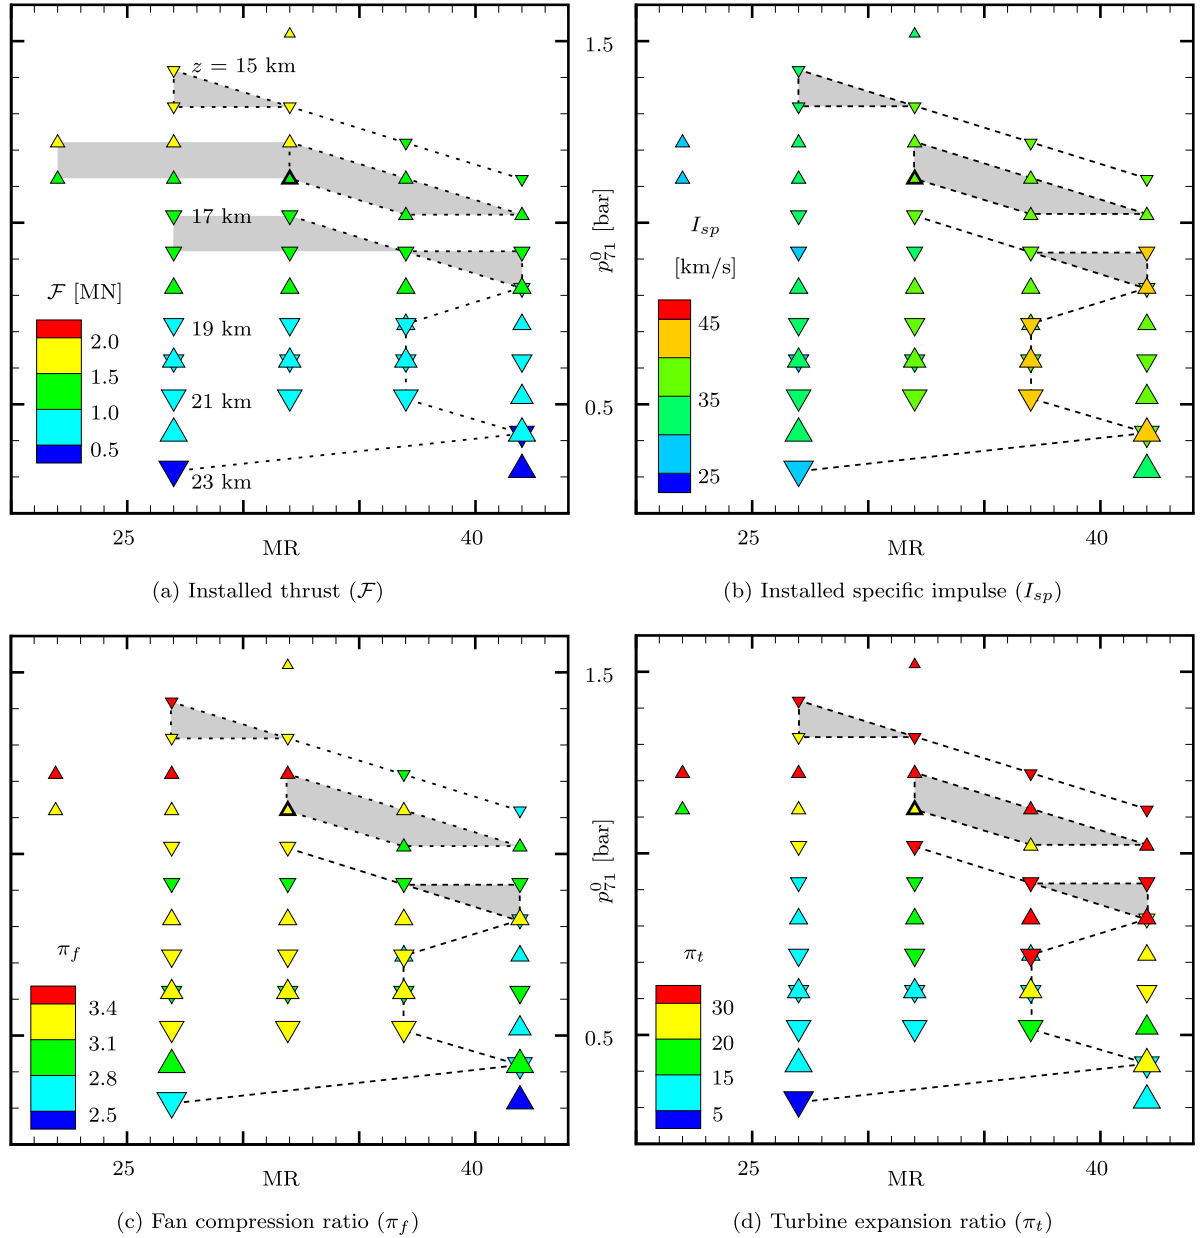 z = 15 km
17 km
19 km
21 km
23 km
ℱ [MN]
2.0
1.5
1.0
0.5
25
40
MR
(a) Installed thrust (ℱ)
1.5
0.5
p⁰₇₁ [bar]
I_sp
[km/s]
45
35
25
25
40
MR
(b) Installed specific impulse (I_sp)
π_f
3.4
3.1
2.8
2.5
25
40
MR
(c) Fan compression ratio (π_f)
1.5
0.5
p⁰₇₁ [bar]
π_t
30
20
15
5
25
40
MR
(d) Turbine expansion ratio (π_t)